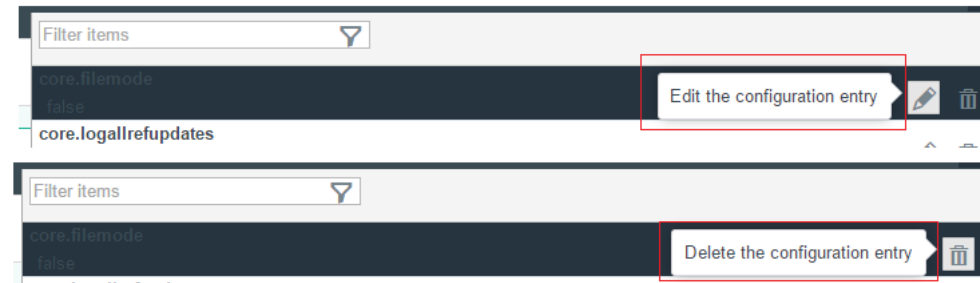 Filter items
core.filemode
Edit the configuration entry
false
core.logallrefupdates
Filter items
core.filemode
Delete the configuration entry
false